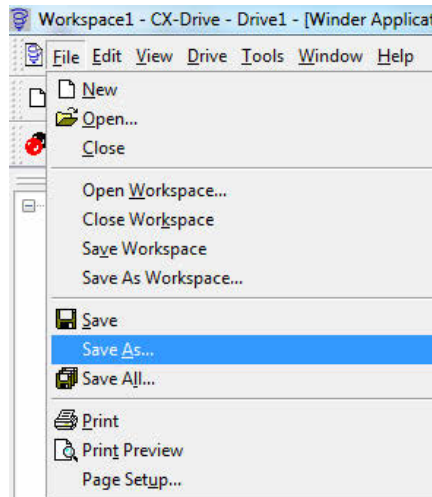 Workspace1 - CX-Drive - Drive1 - [Winder Applicat
File Edit View Drive Tools Window Help
New
Open...
Close
Open Workspace...
Close Workspace
Save Workspace
Save As Workspace...
Save
Save As...
Save All...
Print
Print Preview
Page Setup...